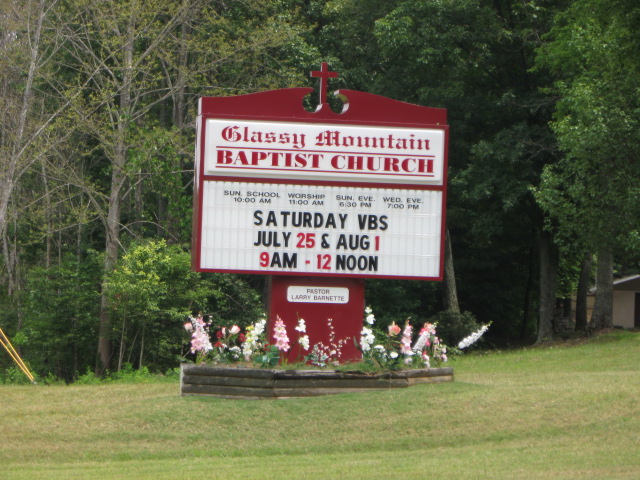 Glassy Mountain
BAPTIST CHURCH
SUN. SCHOOL WORSHIP SUN. EVE. WED. EVE.
10:00 AM 11:00 AM 6:30 PM 7:00 PM
SATURDAY VBS
JULY 25 & AUG 1
9AM - 12 NOON
PASTOR
LARRY BARNETTE